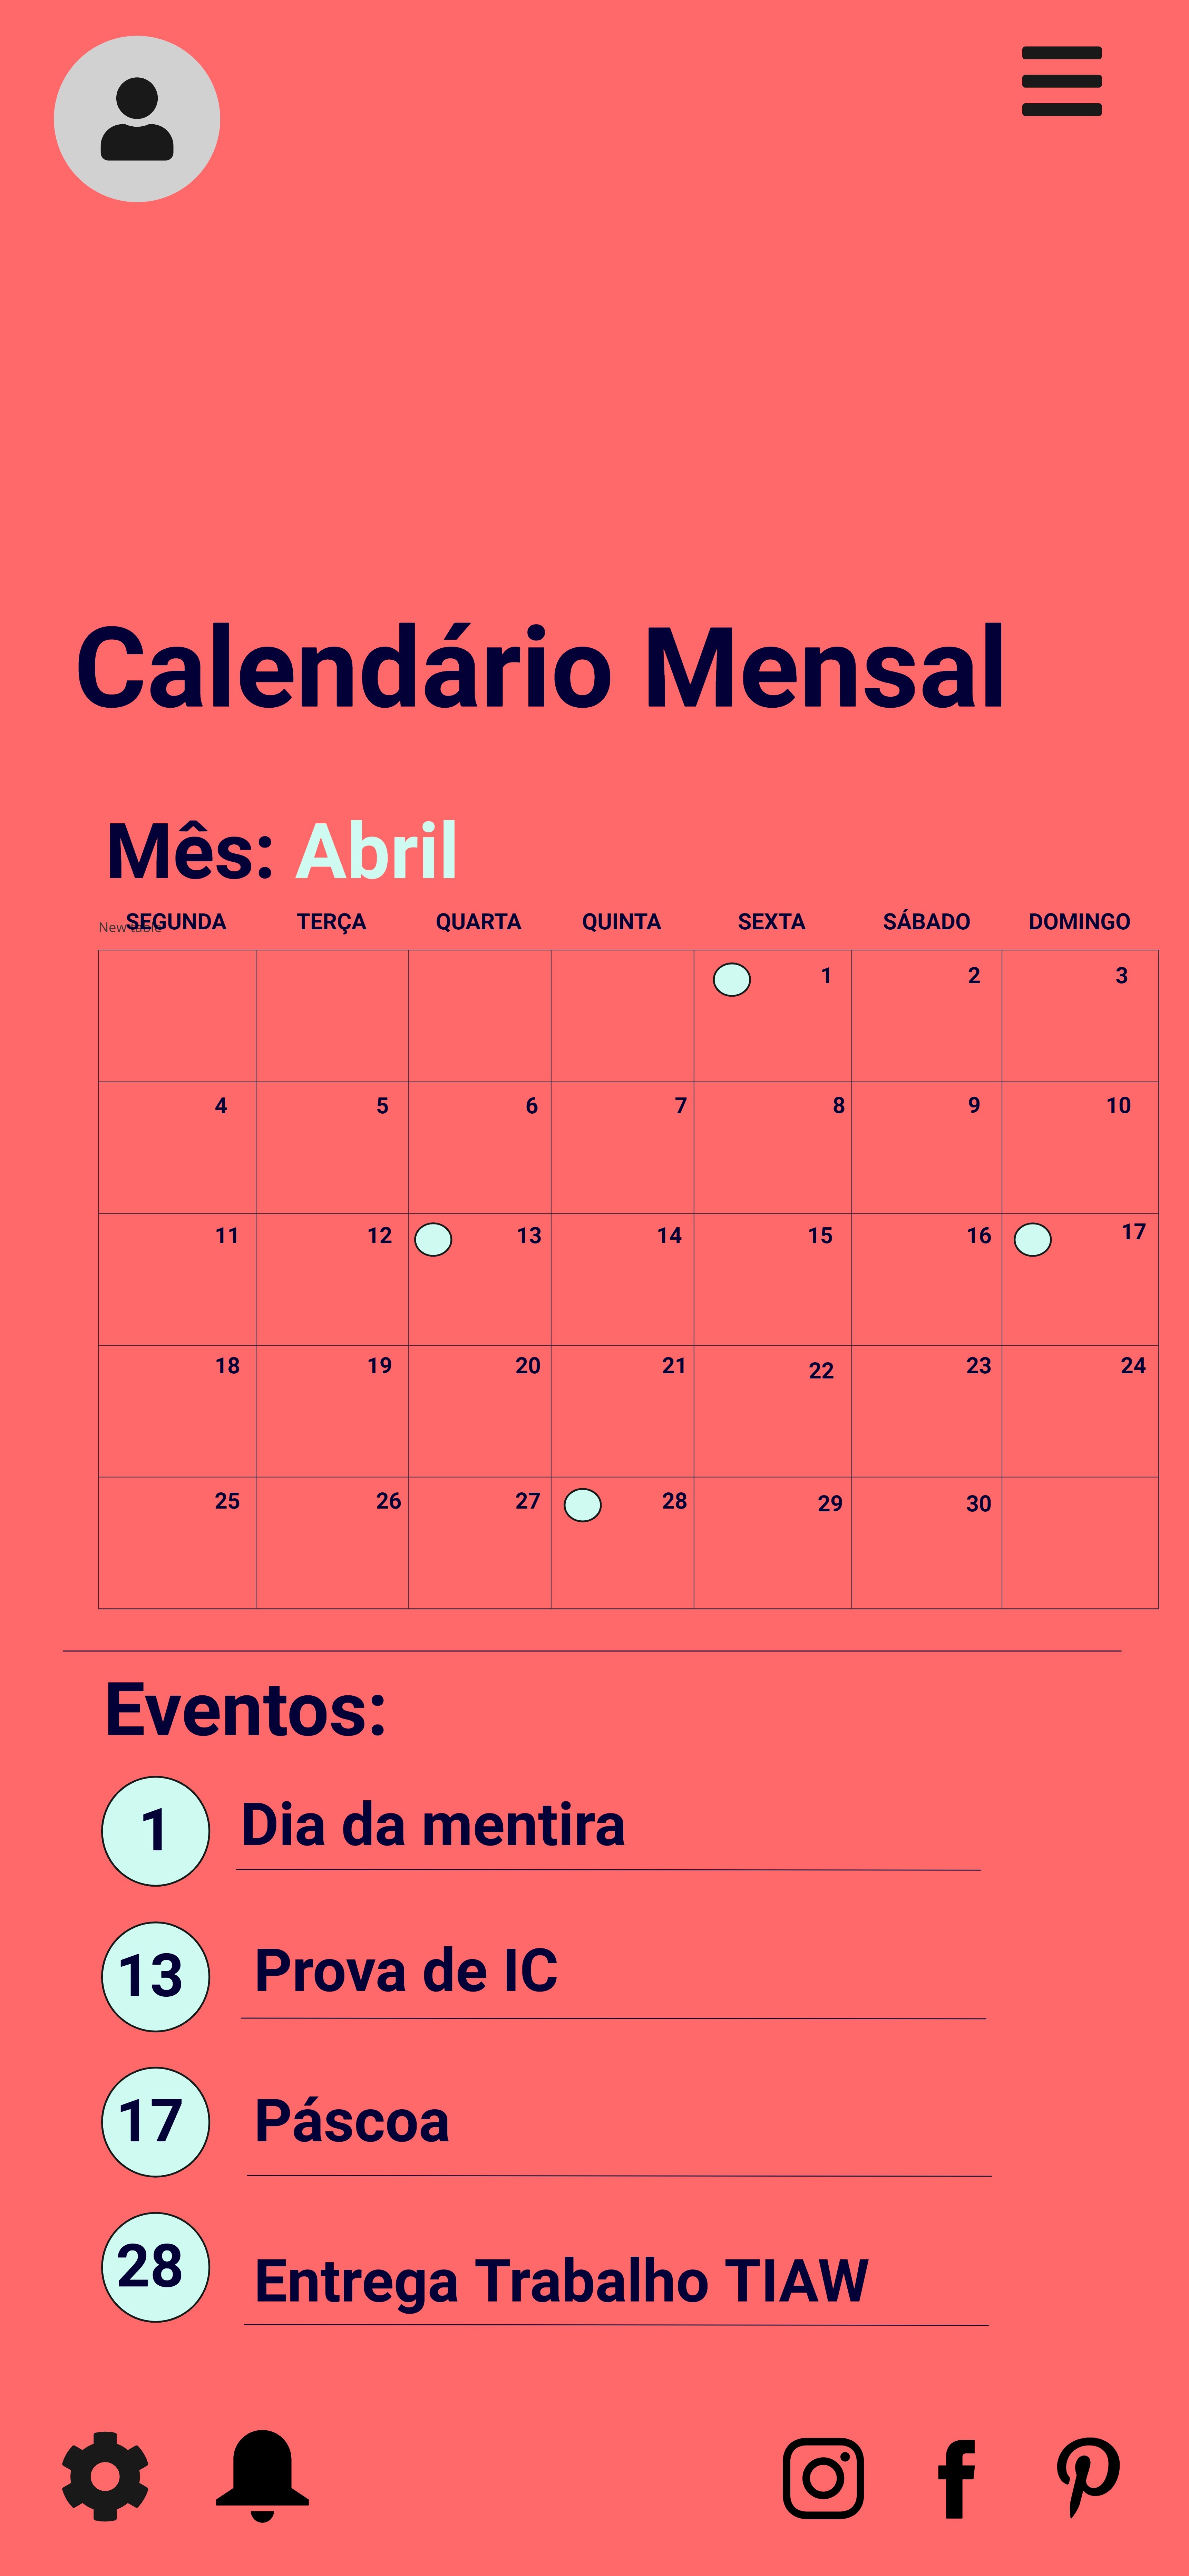 Calendário Mensal
Mês: Abril
New table
SEGUNDA TERÇA QUARTA QUINTA SEXTA SÁBADO DOMINGO
1 2 3
4 5 6 7 8 9 10
11 12 13 14 15 16 17
18 19 20 21 22 23 24
25 26 27 28 29 30
Eventos:
1 Dia da mentira
13 Prova de IC
17 Páscoa
28 Entrega Trabalho TIAW